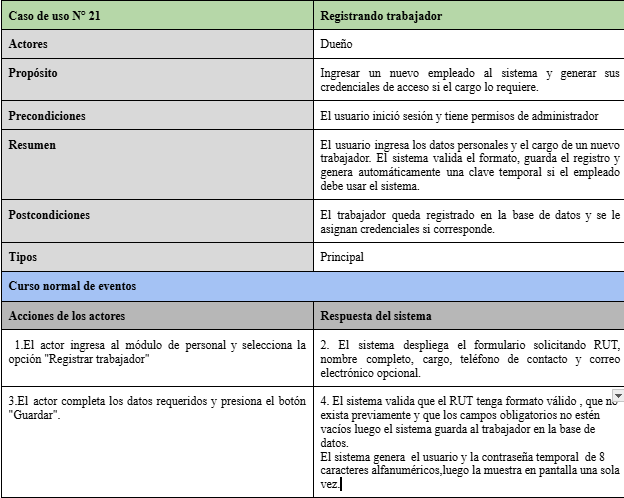 Caso de uso N° 21
Registrando trabajador
Actores
Dueño
Propósito
Ingresar un nuevo empleado al sistema y generar sus
credenciales de acceso si el cargo lo requiere.
Precondiciones
El usuario inició sesión y tiene permisos de administrador
Resumen
El usuario ingresa los datos personales y el cargo de un nuevo
trabajador. El sistema valida el formato, guarda el registro y
genera automáticamente una clave temporal si el empleado
debe usar el sistema.
Postcondiciones
El trabajador queda registrado en la base de datos y se le
asignan credenciales si corresponde.
Tipos
Principal
Curso normal de eventos
Acciones de los actores
Respuesta del sistema
1.El actor ingresa al módulo de personal y selecciona la
opción "Registrar trabajador"
2. El sistema despliega el formulario solicitando RUT,
nombre completo, cargo, teléfono de contacto y correo
electrónico opcional.
3.El actor completa los datos requeridos y presiona el botón
"Guardar".
4. El sistema valida que el RUT tenga formato válido , que no
exista previamente y que los campos obligatorios no estén
vacíos luego el sistema guarda al trabajador en la base de
datos.
El sistema genera el usuario y la contraseña temporal de 8
caracteres alfanuméricos,luego la muestra en pantalla una sola
vez.